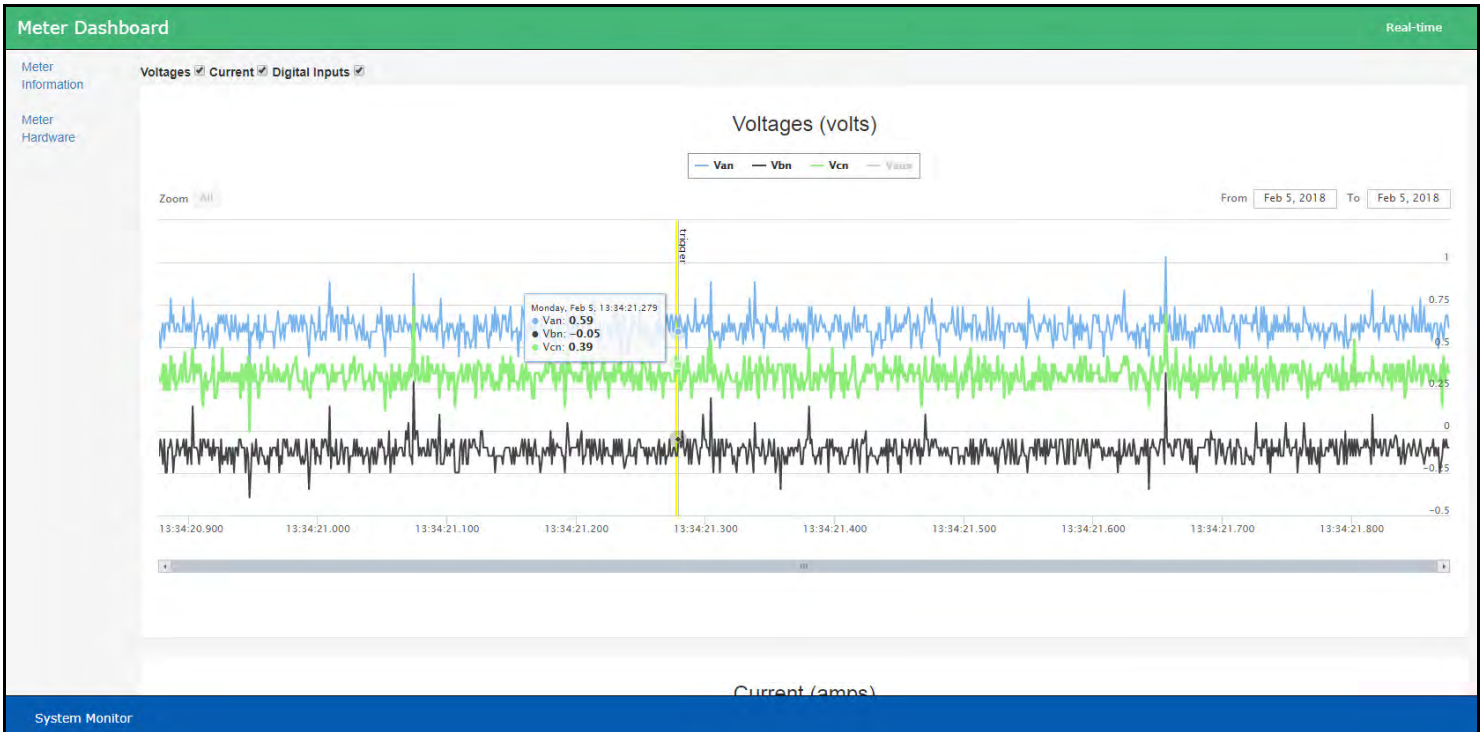 Meter Dashboard
Real-time
Meter
Information
Meter
Hardware
Voltages Current Digital Inputs
Voltages (volts)
Van Vbn Vcn Vaux
Zoom All
From Feb 5, 2018 To Feb 5, 2018
trigger
1
0.75
0.5
0.25
0
-0.25
-0.5
Monday, Feb 5, 13:34:21.279
Van: 0.59
Vbn: -0.05
Vcn: 0.39
13:34:20.900 13:34:21.000 13:34:21.100 13:34:21.200 13:34:21.300 13:34:21.400 13:34:21.500 13:34:21.600 13:34:21.700 13:34:21.800
Current (amps)
System Monitor